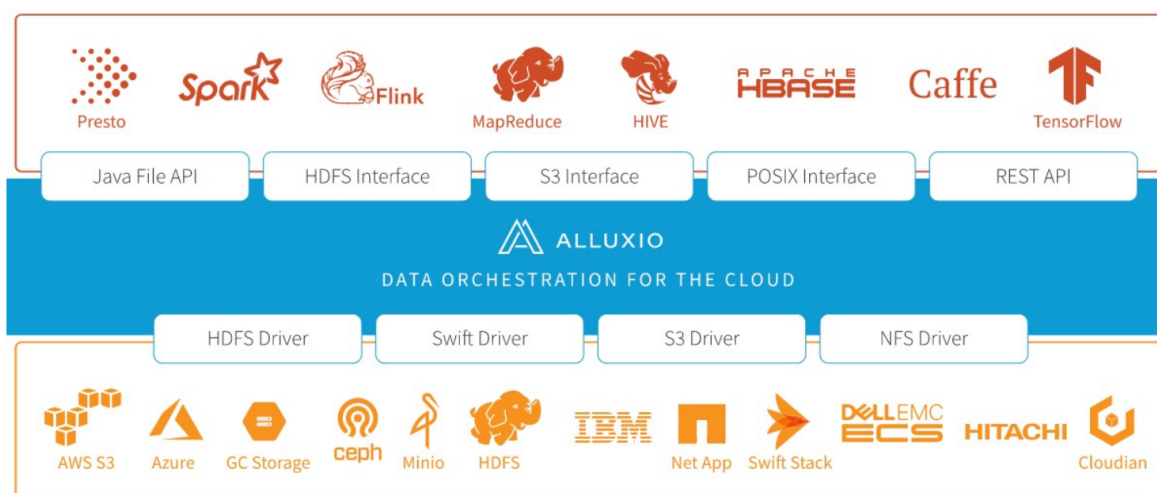 Presto
Spark
Flink
MapReduce
HIVE
APACHE
HBASE
Caffe
TensorFlow
Java File API
HDFS Interface
S3 Interface
POSIX Interface
REST API
ALLUXIO
DATA ORCHESTRATION FOR THE CLOUD
HDFS Driver
Swift Driver
S3 Driver
NFS Driver
AWS S3
Azure
GC Storage
ceph
Minio
HDFS
IBM
Net App
Swift Stack
DELLEMC
ECS
HITACHI
Cloudian